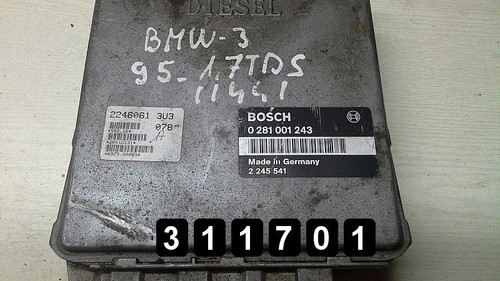 DIESEL
BMW-3
95-1,7TDS
11441
2246061 3U3
078
A
BOSCH
0 281 001 243
Made in Germany
2 245 541
311701